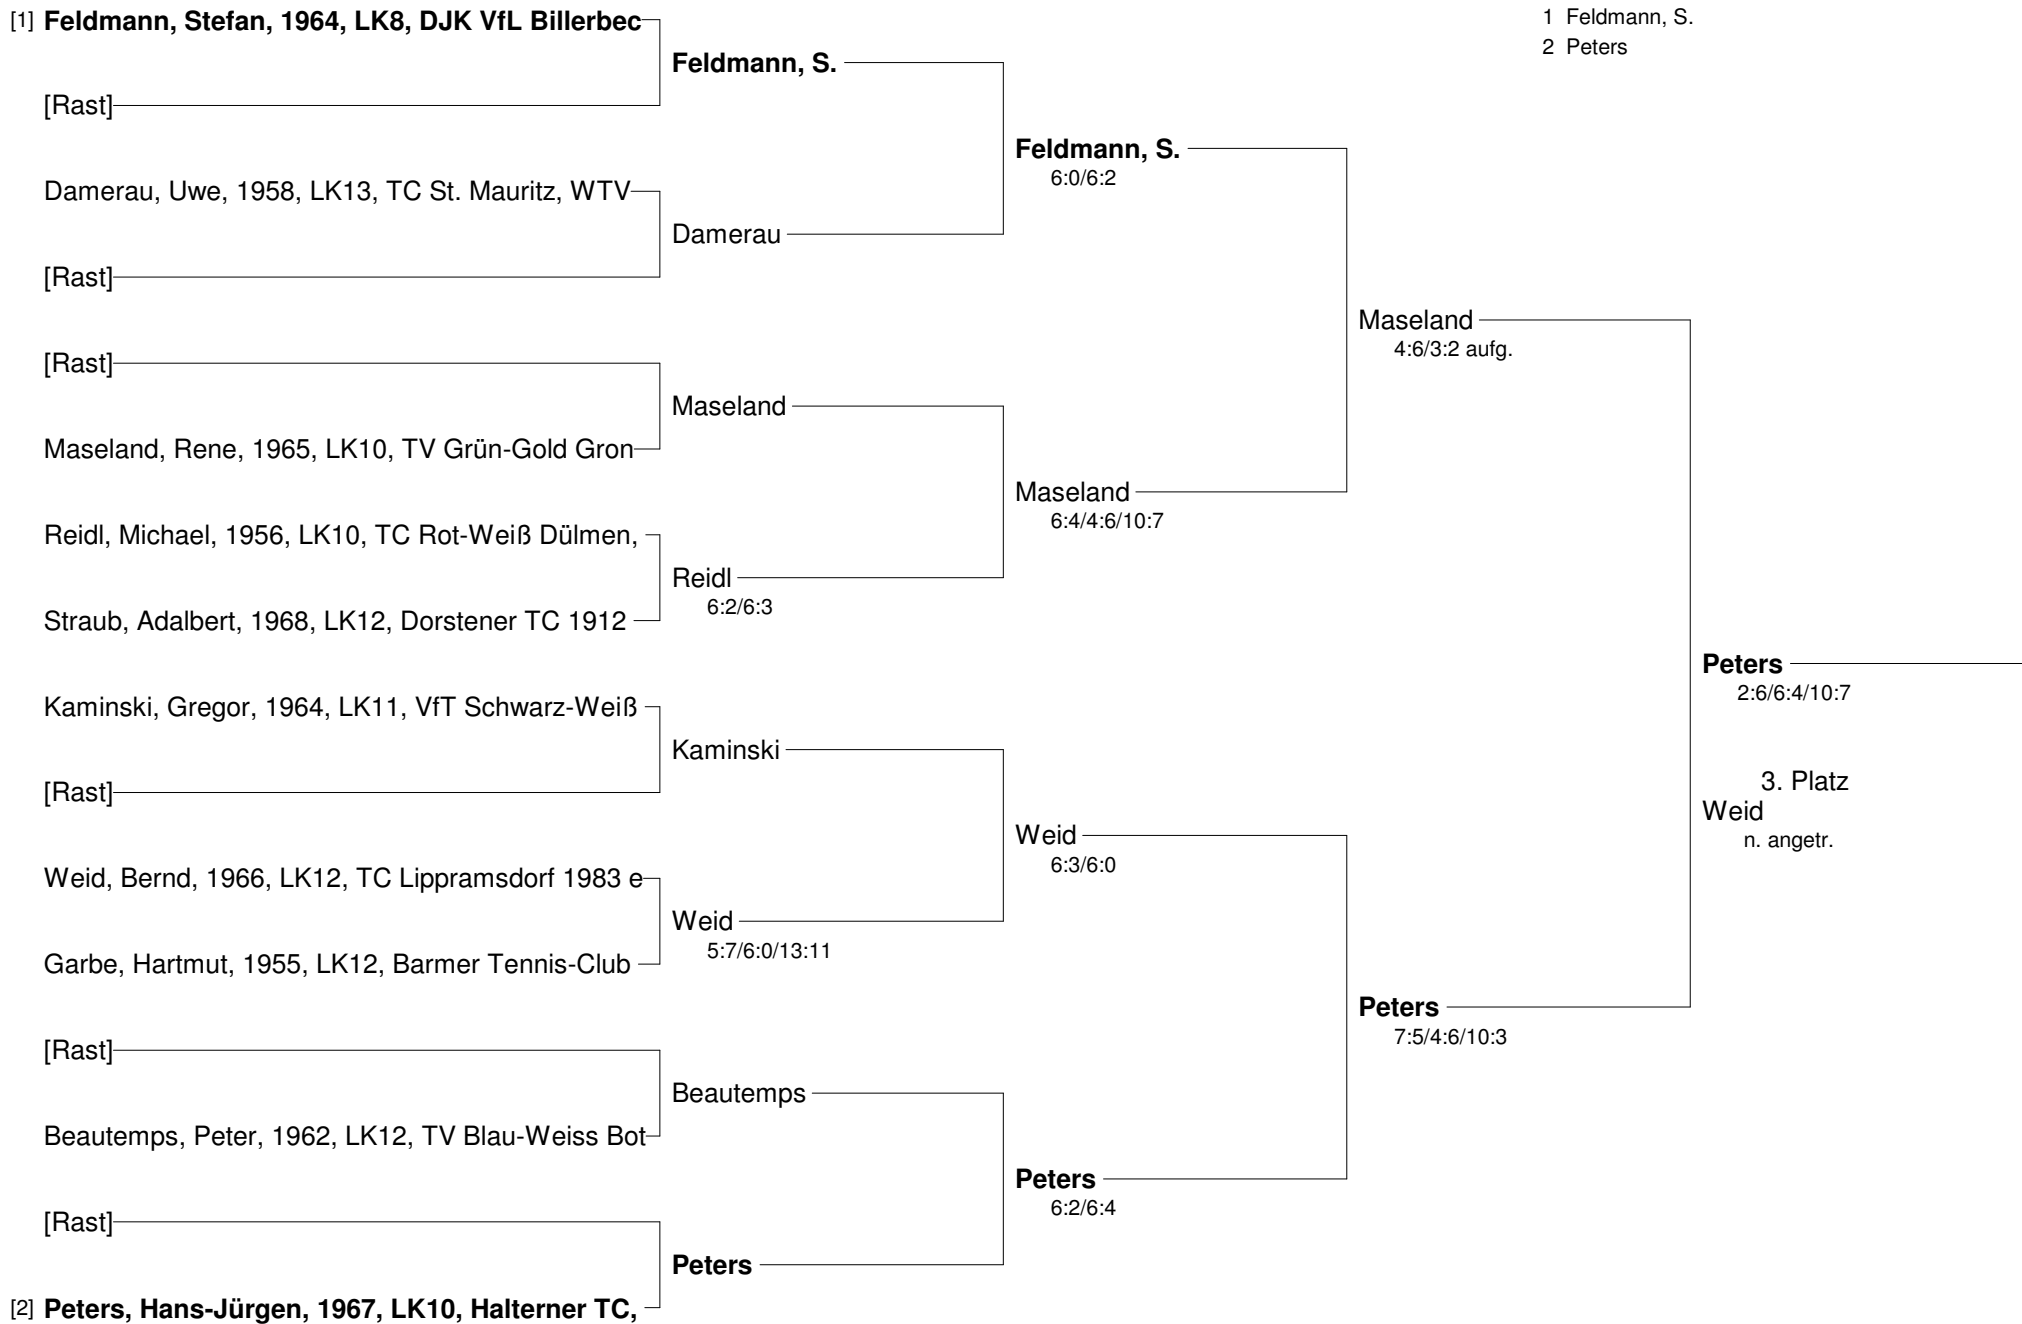 [1] Feldmann, Stefan, 1964, LK8, DJK VfL Billerbec
[Rast]
Damerau, Uwe, 1958, LK13, TC St. Mauritz, WTV
[Rast]
[Rast]
Maseland, Rene, 1965, LK10, TV Grün-Gold Gron
Reidl, Michael, 1956, LK10, TC Rot-Weiß Dülmen,
Straub, Adalbert, 1968, LK12, Dorstener TC 1912
Kaminski, Gregor, 1964, LK11, VfT Schwarz-Weiß
[Rast]
Weid, Bernd, 1966, LK12, TC Lippramsdorf 1983 e
Garbe, Hartmut, 1955, LK12, Barmer Tennis-Club
[Rast]
Beautemps, Peter, 1962, LK12, TV Blau-Weiss Bot
[Rast]
[2] Peters, Hans-Jürgen, 1967, LK10, Halterner TC,
Feldmann, S.
Damerau
Maseland
Reidl
6:2/6:3
Kaminski
Weid
5:7/6:0/13:11
Beautemps
Peters
Feldmann, S.
6:0/6:2
Maseland
6:4/4:6/10:7
Weid
6:3/6:0
Peters
6:2/6:4
Maseland
4:6/3:2 aufg.
Peters
7:5/4:6/10:3
1 Feldmann, S.
2 Peters
Peters
2:6/6:4/10:7
3. Platz
Weid
n. angetr.